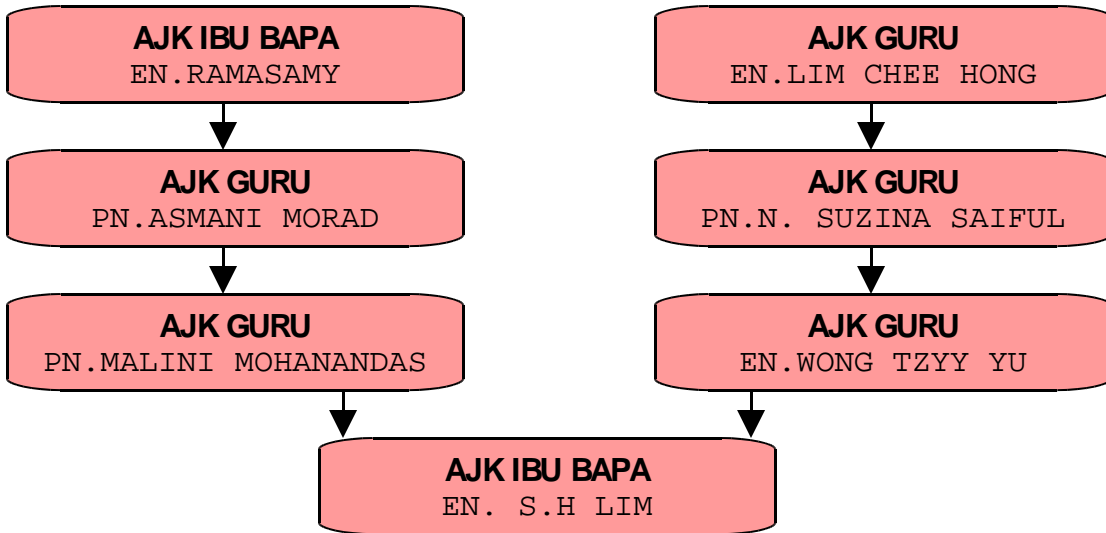 AJK IBU BAPA
EN.RAMASAMY
AJK GURU
EN.LIM CHEE HONG
AJK GURU
PN.ASMANI MORAD
AJK GURU
PN.N. SUZINA SAIFUL
AJK GURU
PN.MALINI MOHANANDAS
AJK GURU
EN.WONG TZYY YU
AJK IBU BAPA
EN. S.H LIM